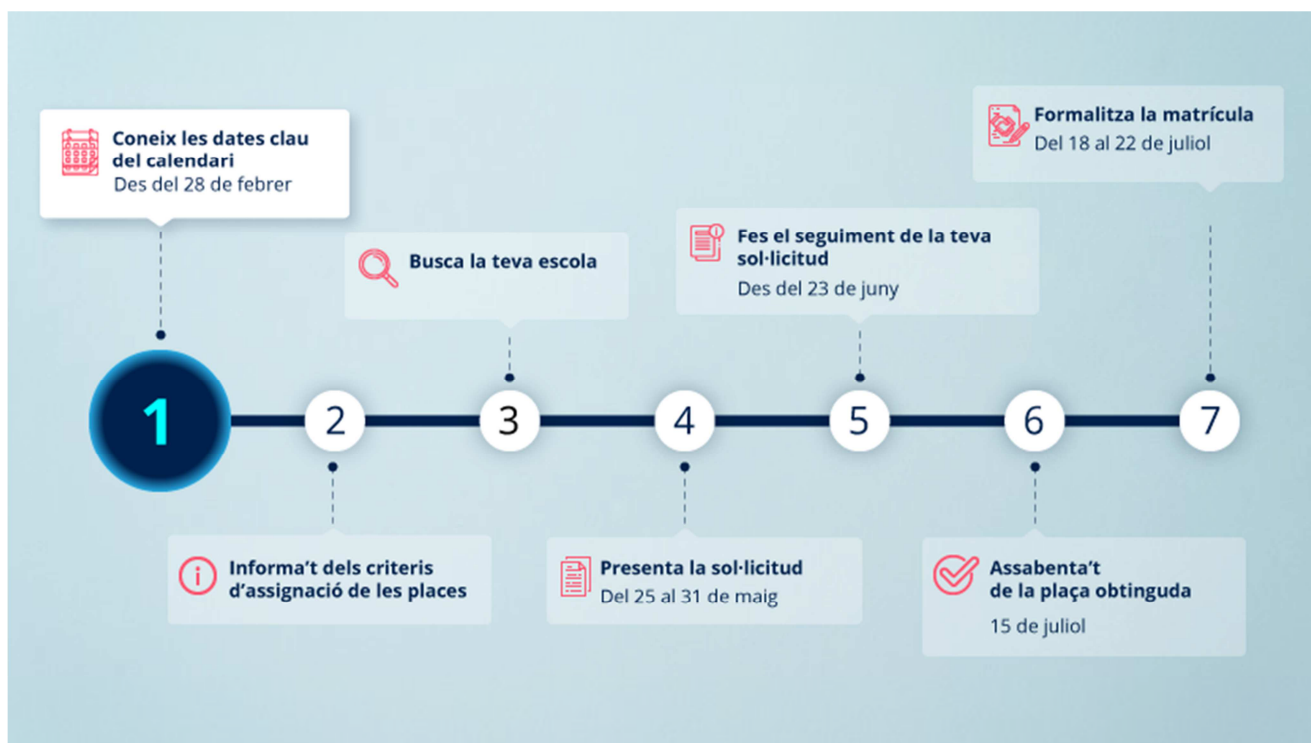 Coneix les dates clau
del calendari
Des del 28 de febrer
1
2
Informa't dels criteris
d'assignació de les places
3
Busca la teva escola
4
Presenta la sol·licitud
Del 25 al 31 de maig
5
Fes el seguiment de la teva
sol·licitud
Des del 23 de juny
6
Assabenta't
de la plaça obtinguda
15 de juliol
7
Formalitza la matrícula
Del 18 al 22 de juliol